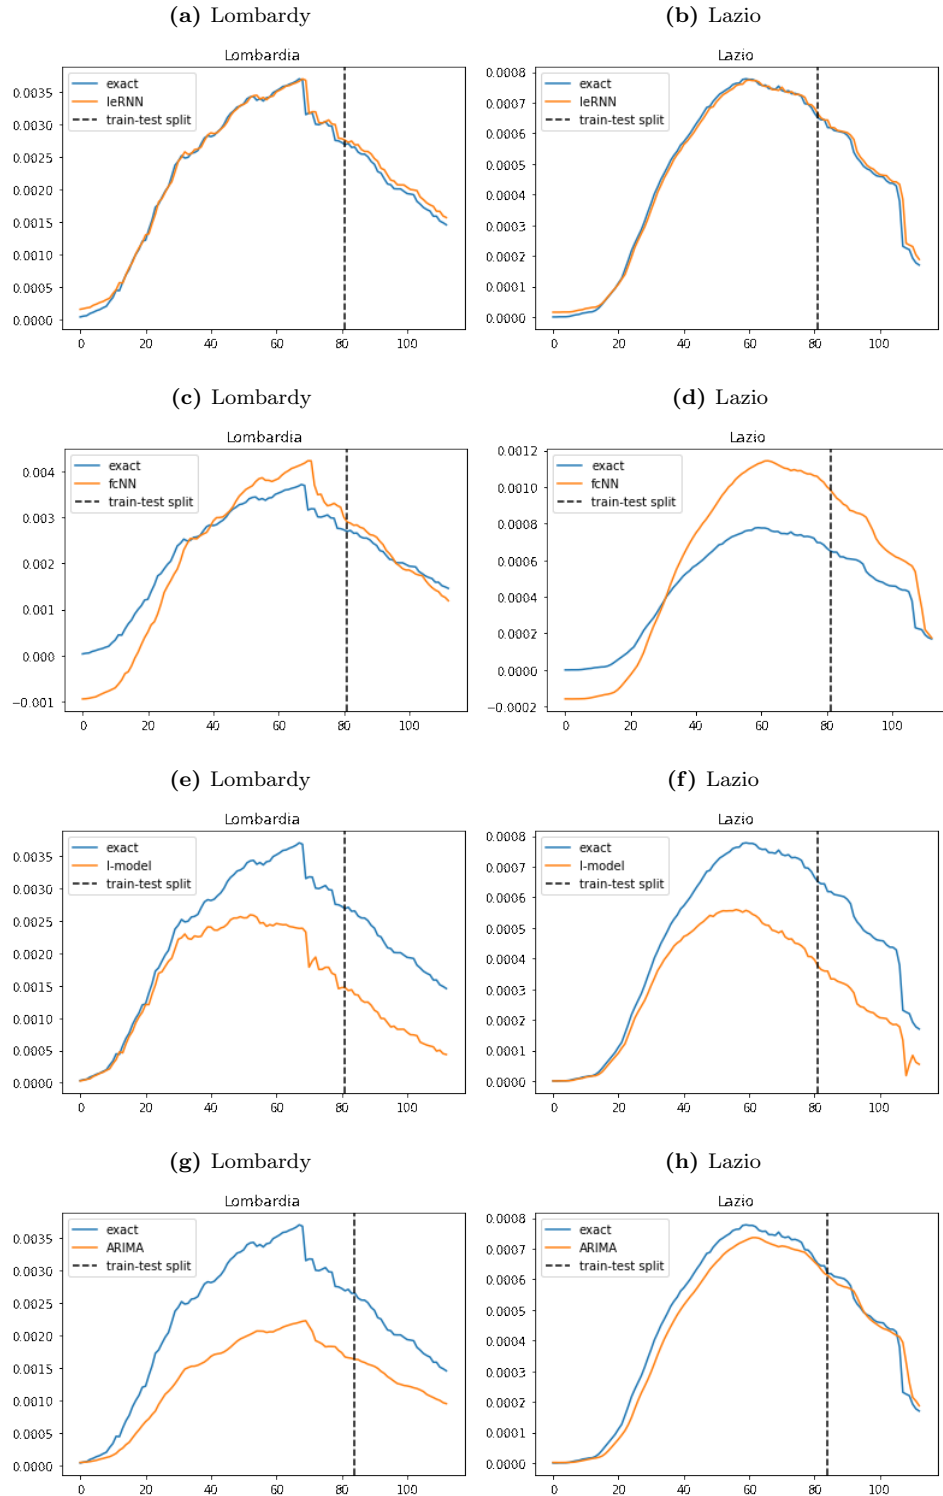 (a) Lombardy
(b) Lazio
Lombardia
exact
leRNN
train-test split
0.0035
0.0030
0.0025
0.0020
0.0015
0.0010
0.0005
0.0000
0 20 40 60 80 100
Lazio
exact
leRNN
train-test split
0.0008
0.0007
0.0006
0.0005
0.0004
0.0003
0.0002
0.0001
0.0000
0 20 40 60 80 100
(c) Lombardy
(d) Lazio
Lombardia
exact
fcNN
train-test split
0.004
0.003
0.002
0.001
0.000
−0.001
0 20 40 60 80 100
Lazio
exact
fcNN
train-test split
0.0012
0.0010
0.0008
0.0006
0.0004
0.0002
0.0000
−0.0002
0 20 40 60 80 100
(e) Lombardy
(f) Lazio
Lombardia
exact
I-model
train-test split
0.0035
0.0030
0.0025
0.0020
0.0015
0.0010
0.0005
0.0000
0 20 40 60 80 100
Lazio
exact
I-model
train-test split
0.0008
0.0007
0.0006
0.0005
0.0004
0.0003
0.0002
0.0001
0.0000
0 20 40 60 80 100
(g) Lombardy
(h) Lazio
Lombardia
exact
ARIMA
train-test split
0.0035
0.0030
0.0025
0.0020
0.0015
0.0010
0.0005
0.0000
0 20 40 60 80 100
Lazio
exact
ARIMA
train-test split
0.0008
0.0007
0.0006
0.0005
0.0004
0.0003
0.0002
0.0001
0.0000
0 20 40 60 80 100